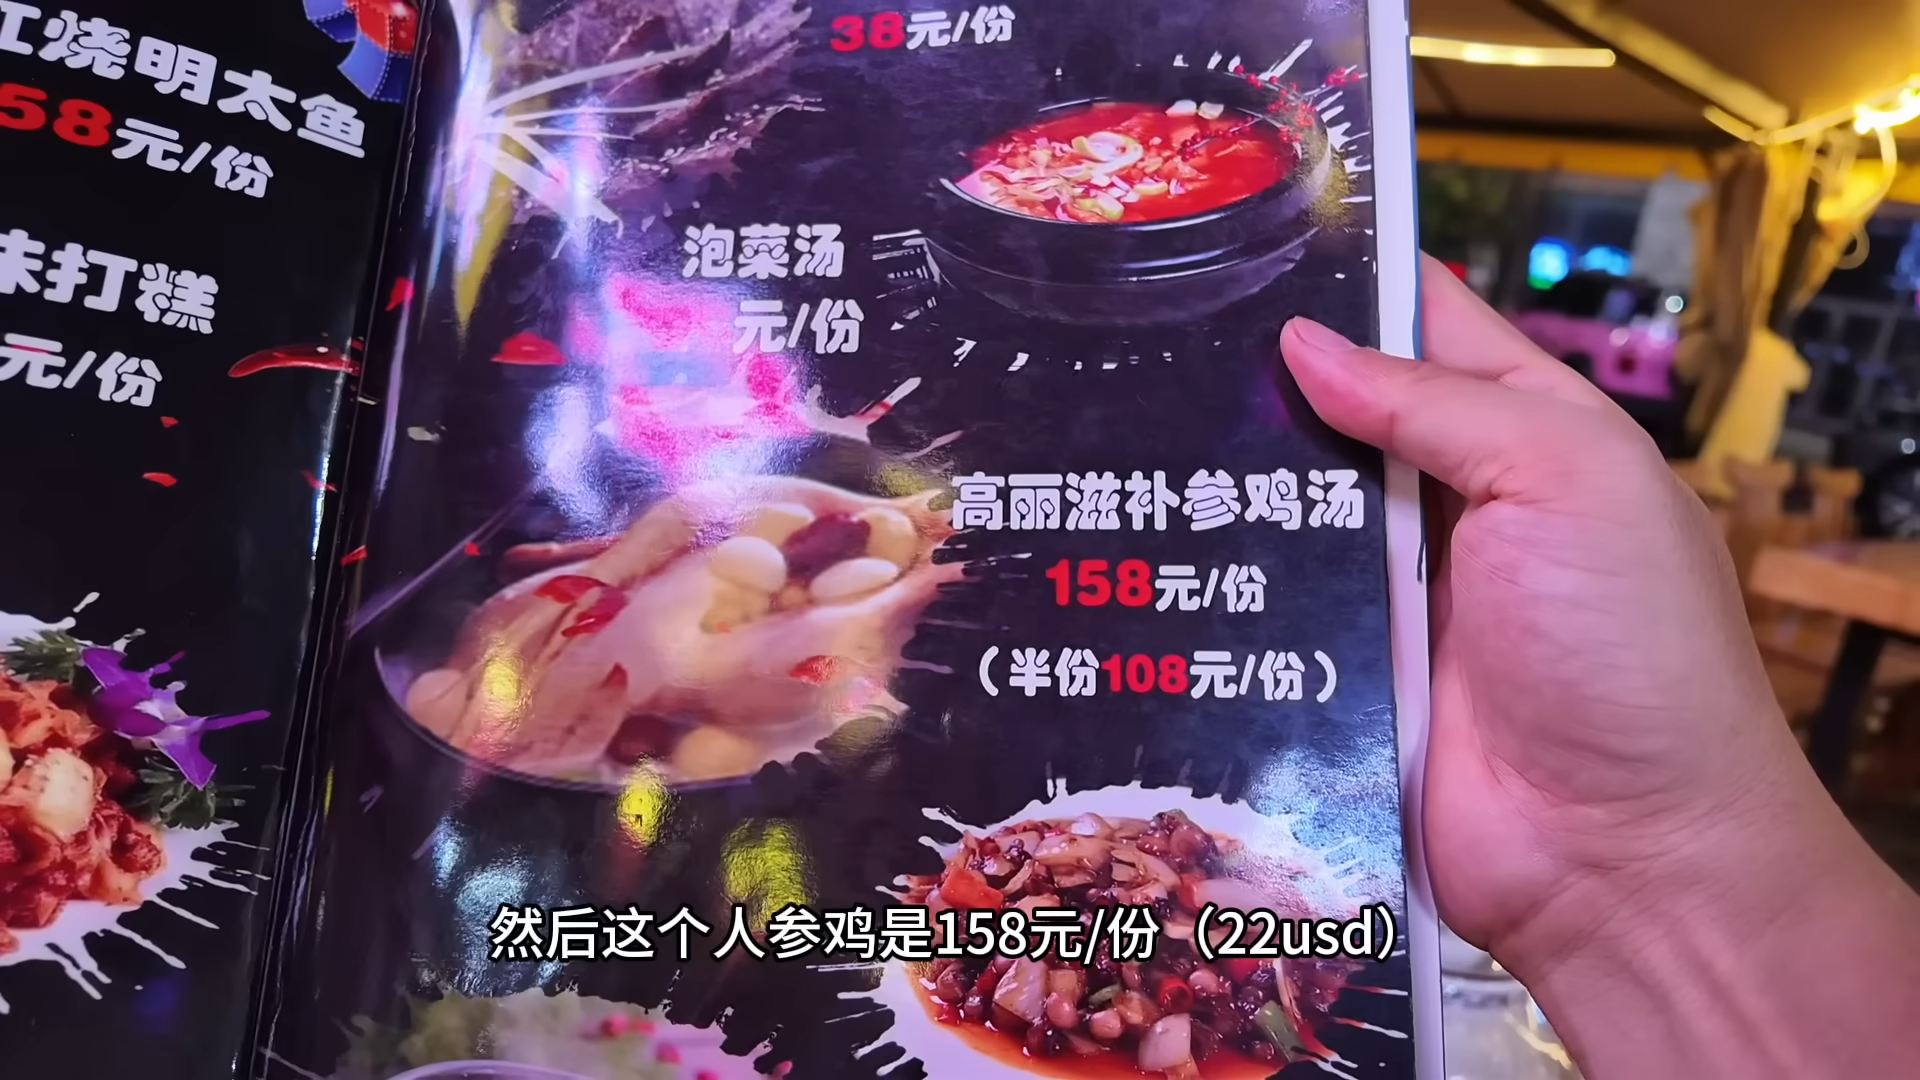 红烧明太鱼
58元/份
味打糕
元/份
38元/份
泡菜汤
元/份
高丽滋补参鸡汤
158元/份
（半份108元/份）
然后这个人参鸡是158元/份（22usd）